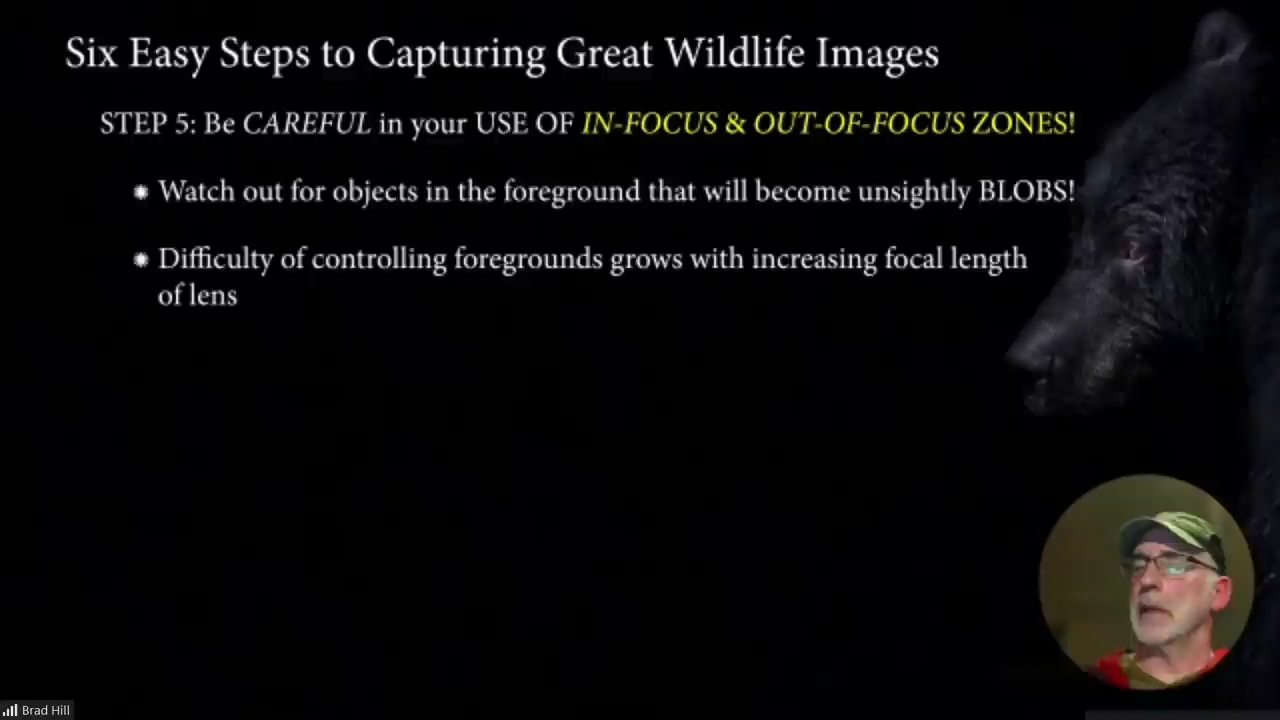 Six Easy Steps to Capturing Great Wildlife Images
STEP 5: Be CAREFUL in your USE OF IN-FOCUS & OUT-OF-FOCUS ZONES!
Watch out for objects in the foreground that will become unsightly BLOBS!
Difficulty of controlling foregrounds grows with increasing focal length
of lens
Brad Hill